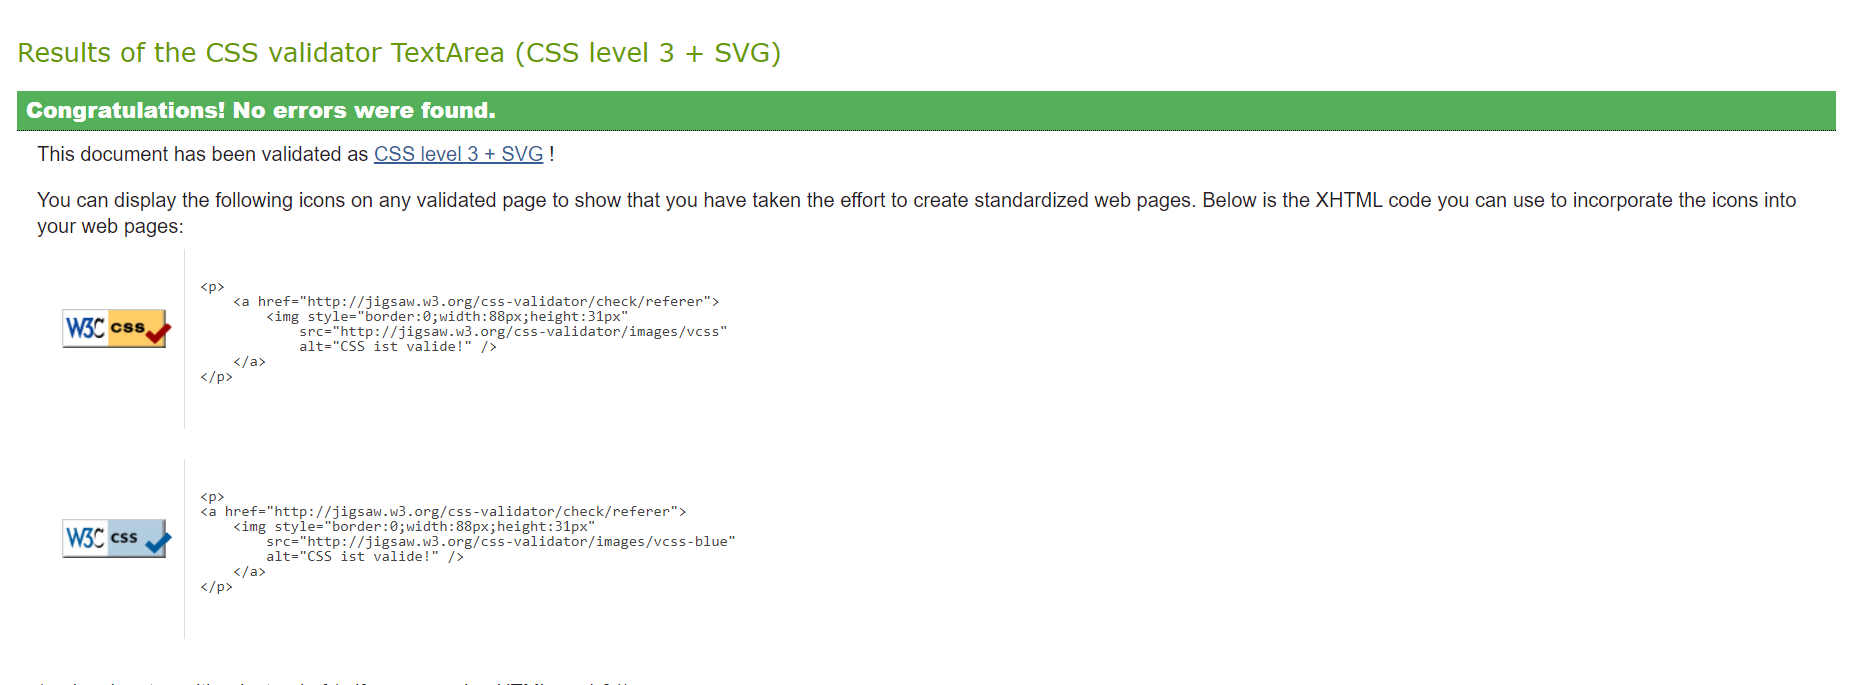 Results of the CSS validator TextArea (CSS level 3 + SVG)
Congratulations! No errors were found.
This document has been validated as CSS level 3 + SVG !
You can display the following icons on any validated page to show that you have taken the effort to create standardized web pages. Below is the XHTML code you can use to incorporate the icons into
your web pages:
W3C css
<p>
<a href="http://jigsaw.w3.org/css-validator/check/referer">
<img style="border:0;width:88px;height:31px"
src="http://jigsaw.w3.org/css-validator/images/vcss"
alt="CSS ist valide!" />
</a>
</p>
W3C css
<p>
<a href="http://jigsaw.w3.org/css-validator/check/referer">
<img style="border:0;width:88px;height:31px"
src="http://jigsaw.w3.org/css-validator/images/vcss-blue"
alt="CSS ist valide!" />
</a>
</p>